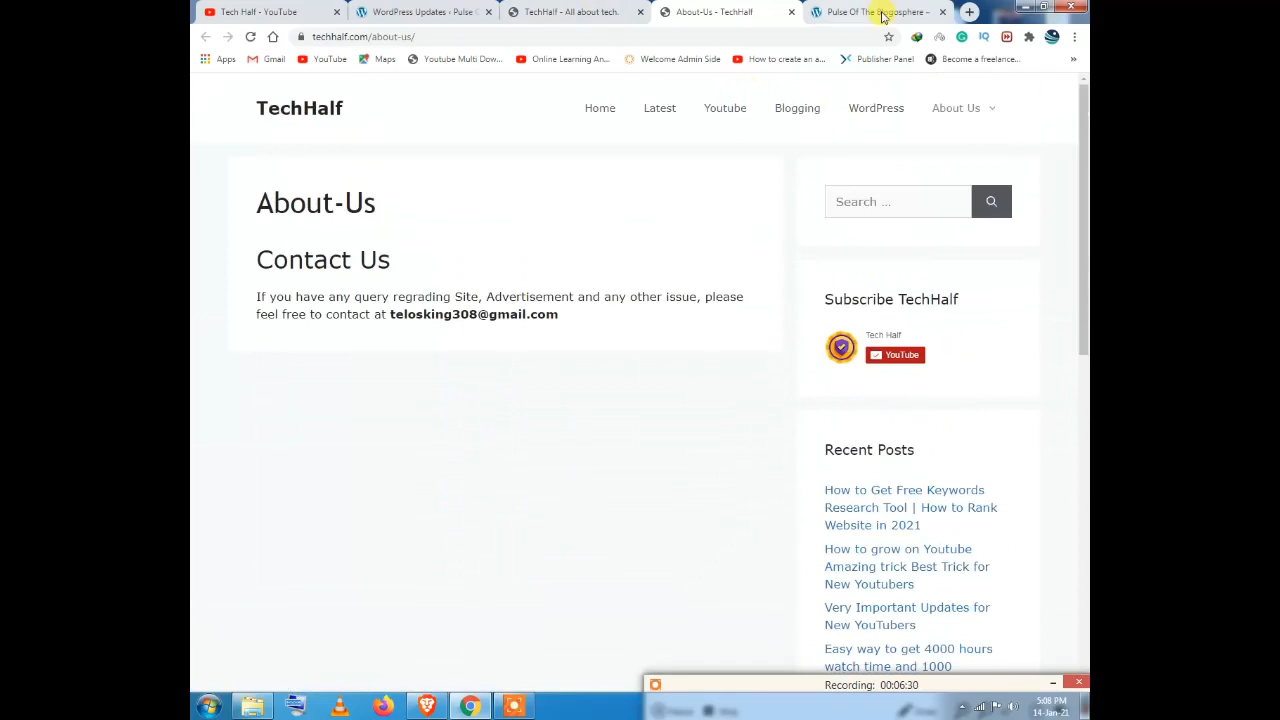 Tech Half - YouTube
WordPress Updates ‹ Pulse
TechHalf - All about tech.
About-Us - TechHalf
Pulse Of The Blogosphere –
techhalf.com/about-us/
Apps
Gmail
YouTube
Maps
Youtube Multi Dow...
Online Learning An...
Welcome Admin Side
How to create an a...
Publisher Panel
Become a freelance...
TechHalf
Home
Latest
Youtube
Blogging
WordPress
About Us
About-Us
Contact Us
If you have any query regrading Site, Advertisement and any other issue, please
feel free to contact at telosking308@gmail.com
Search ...
Subscribe TechHalf
Tech Half
YouTube
Recent Posts
How to Get Free Keywords
Research Tool | How to Rank
Website in 2021
How to grow on Youtube
Amazing trick Best Trick for
New Youtubers
Very Important Updates for
New YouTubers
Easy way to get 4000 hours
watch time and 1000
Recording: 00:06:30
5:08 PM
14-Jan-21